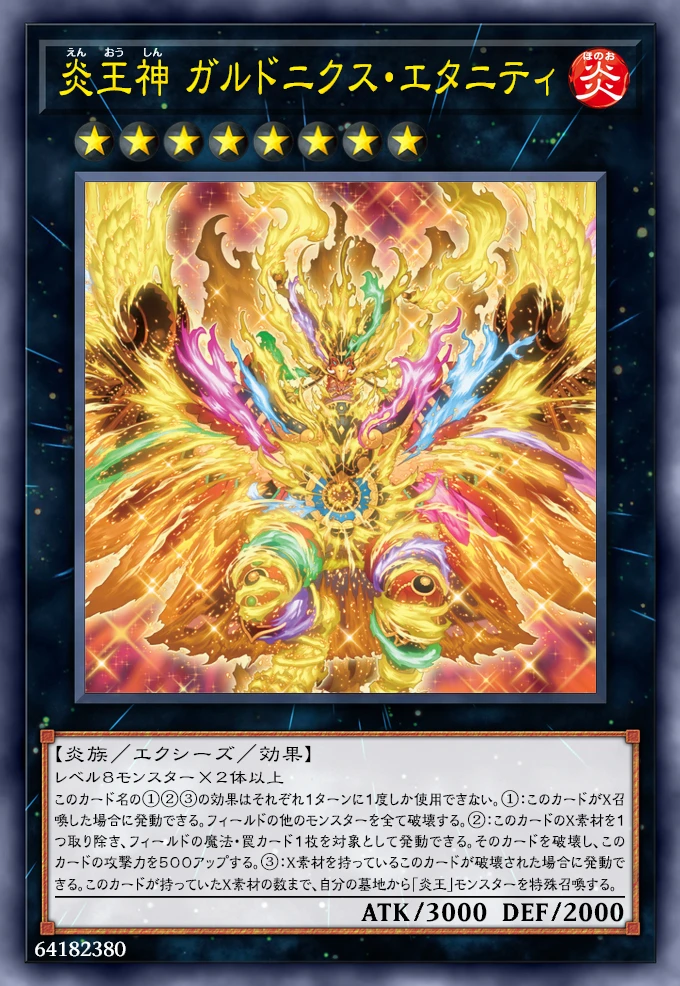 えん おう しん
炎王神 ガルドニクス・エタニティ
ほのお
炎
【炎族／エクシーズ／効果】
レベル8モンスター×2体以上
このカード名の①②③の効果はそれぞれ1ターンに1度しか使用できない。①：このカードがX召
喚した場合に発動できる。フィールドの他のモンスターを全て破壊する。②：このカードのX素材を1
つ取り除き、フィールドの魔法・罠カード1枚を対象として発動できる。そのカードを破壊し、この
カードの攻撃力を500アップする。③：X素材を持っているこのカードが破壊された場合に発動で
きる。このカードが持っていたX素材の数まで、自分の墓地から「炎王」モンスターを特殊召喚する。
ATK/3000 DEF/2000
64182380